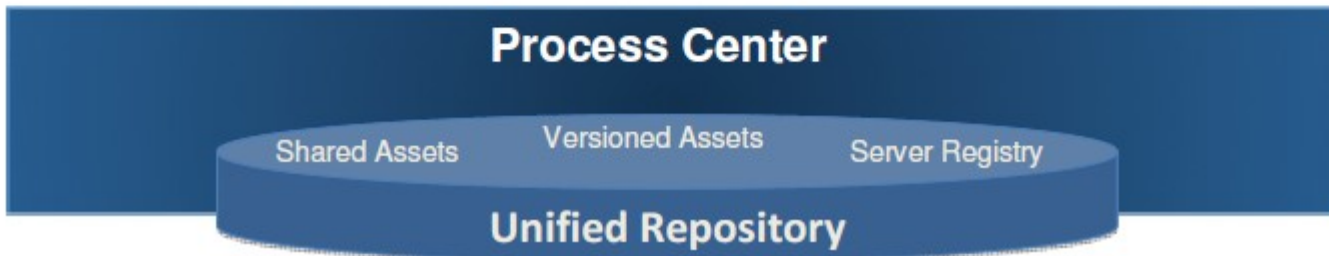 Process Center
Shared Assets Versioned Assets Server Registry
Unified Repository